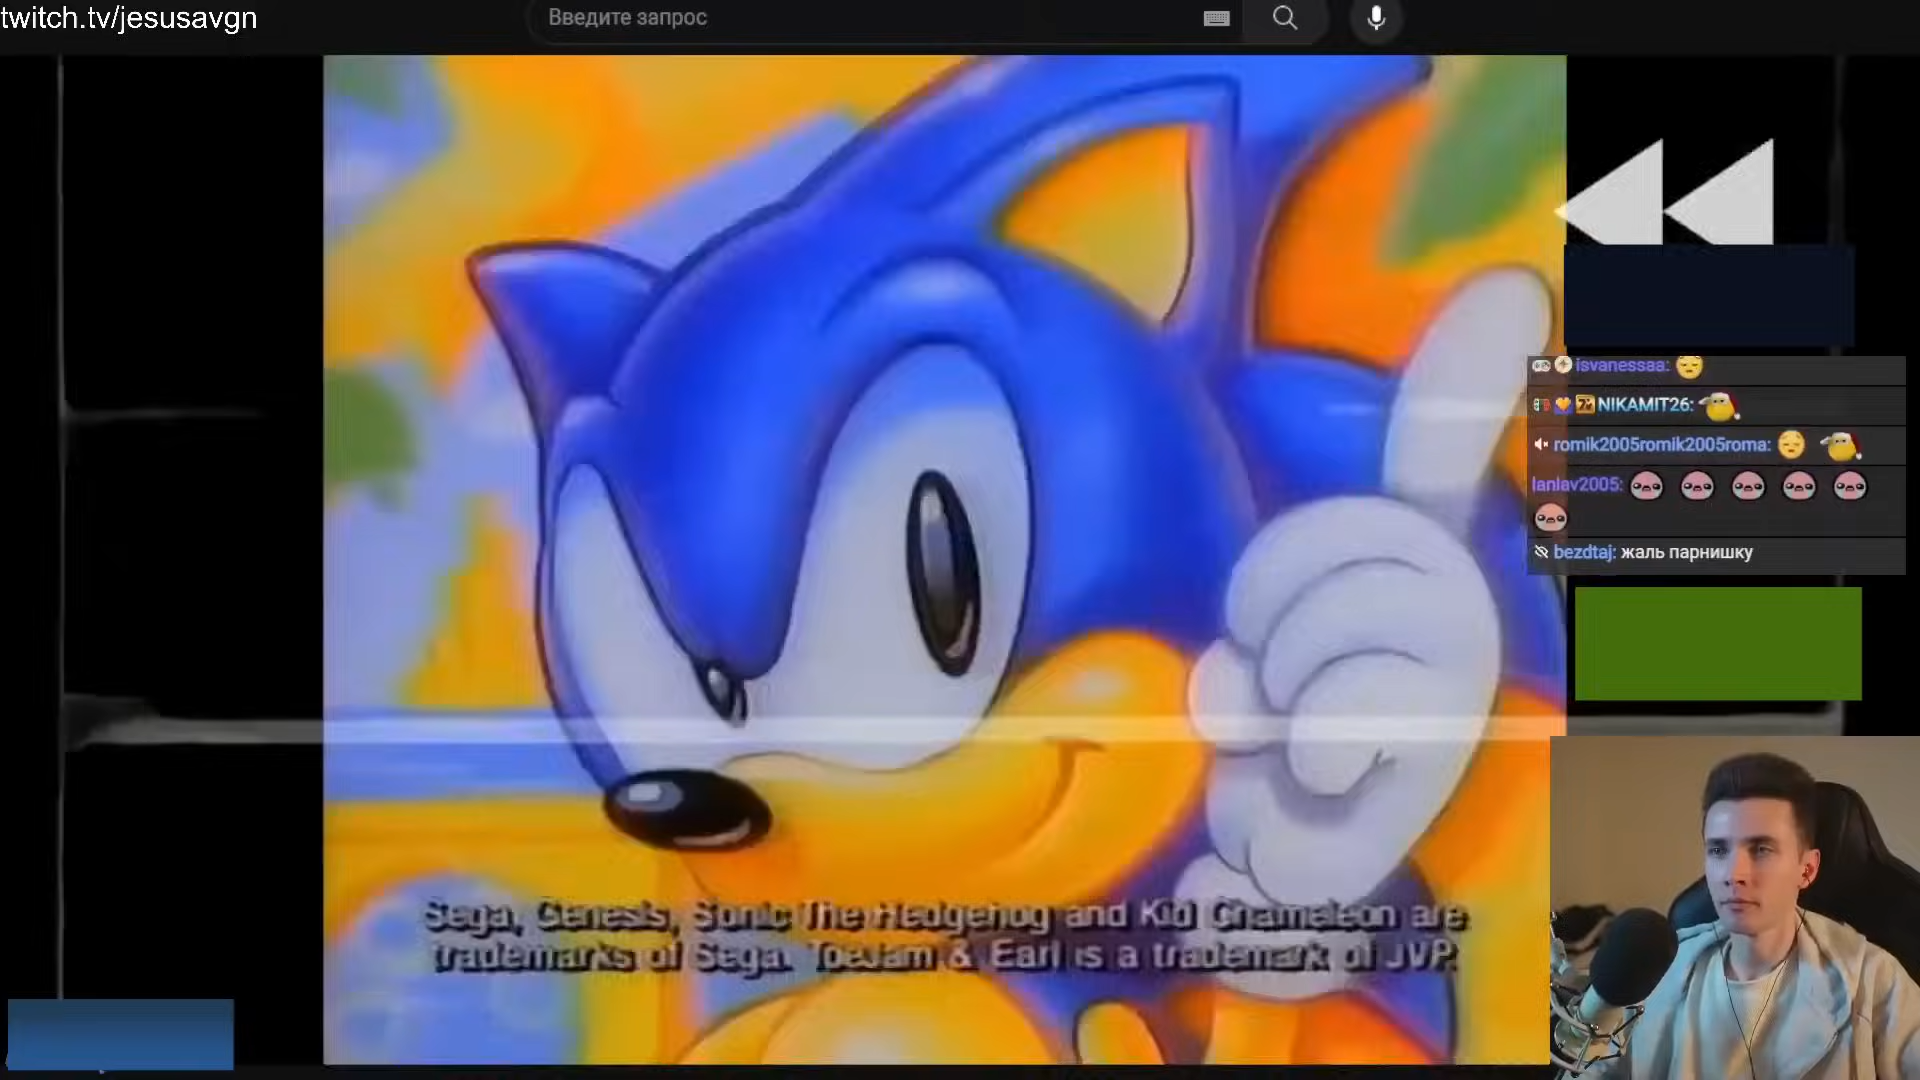 twitch.tv/jesusavgn
Введите запрос
isvanessaa:
NIKAMIT26:
romik2005romik2005roma:
lanlav2005:
bezdtaj: жаль парнишку
Sega, Genesis, Sonic The Hedgehog and Kid Chameleon are
trademarks of Sega. ToeJam & Earl is a trademark of JVP.